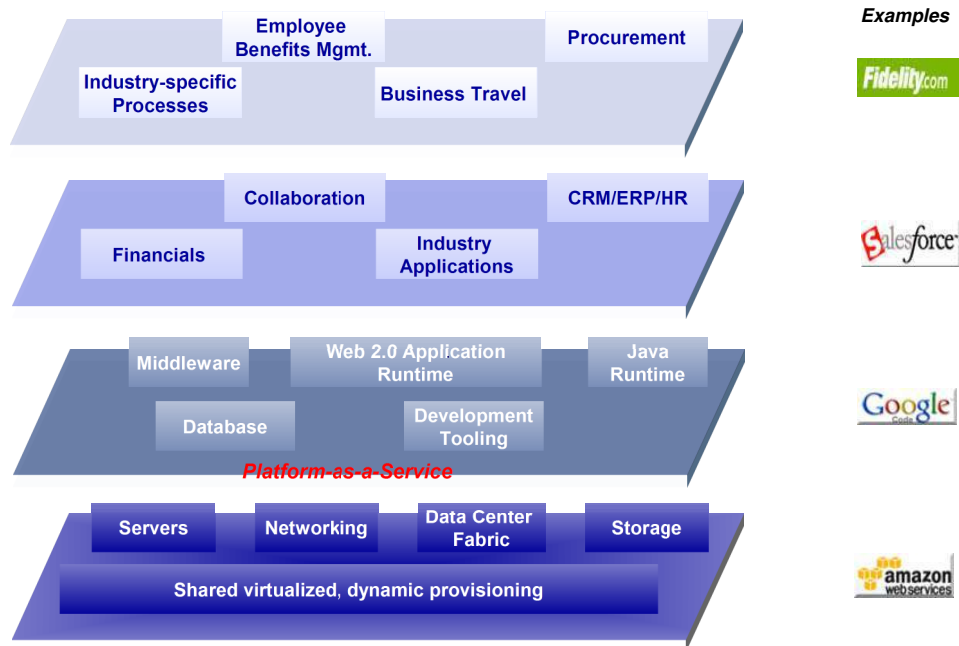 Examples
Employee
Benefits Mgmt.
Procurement
Industry-specific
Processes
Business Travel
Fidelity.com
Collaboration
CRM/ERP/HR
Financials
Industry
Applications
Salesforce
Middleware
Web 2.0 Application
Runtime
Java
Runtime
Database
Development
Tooling
Google
Code
Platform-as-a-Service
Servers
Networking
Data Center
Fabric
Storage
Shared virtualized, dynamic provisioning
amazon
webservices